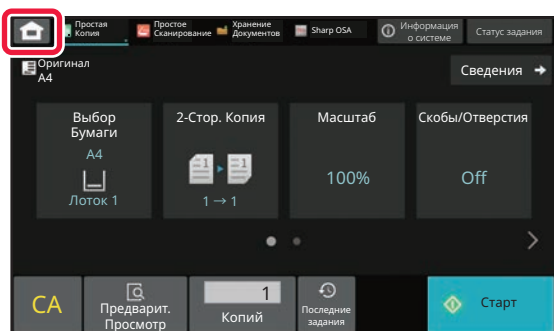 Простая
Копия
Простое
Сканирование
Хранение
Документов
Sharp OSA
Информация
о системе
Статус задания
Оригинал
A4
Сведения
Выбор
Бумаги
A4
Лоток 1
2-Стор. Копия
1
1
1 → 1
Масштаб
100%
Скобы/Отверстия
Off
CA
Предварит.
Просмотр
1
Копий
Последние
задания
Старт